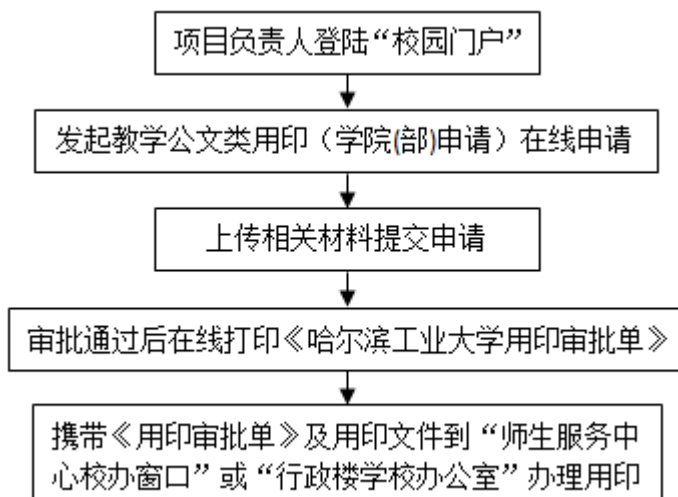 项目负责人登陆“校园门户”
发起教学公文类用印（学院(部)申请）在线申请
上传相关材料提交申请
审批通过后在线打印《哈尔滨工业大学用印审批单》
携带《用印审批单》及用印文件到“师生服务中
心校办窗口”或“行政楼学校办公室”办理用印